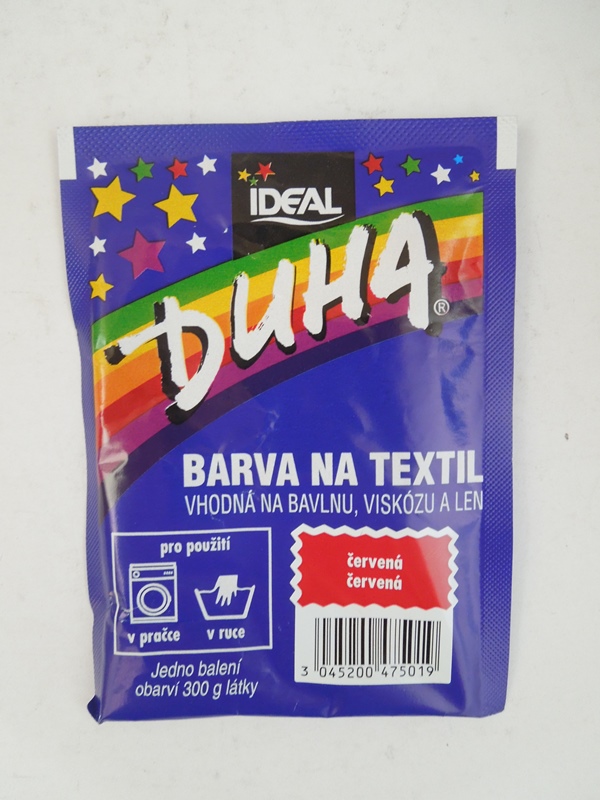 IDEAL
DUHA®
BARVA NA TEXTIL
VHODNÁ NA BAVLNU, VISKÓZU A LEN
pro použití
v pračce v ruce
Jedno balení
obarví 300 g látky
červená
červená
3 045200 475019